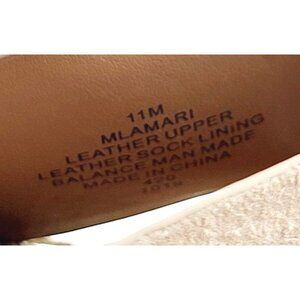 11M
MLAMARI
LEATHER UPPER
LEATHER SOCK LINING
BALANCE MAN MADE
MADE IN CHINA